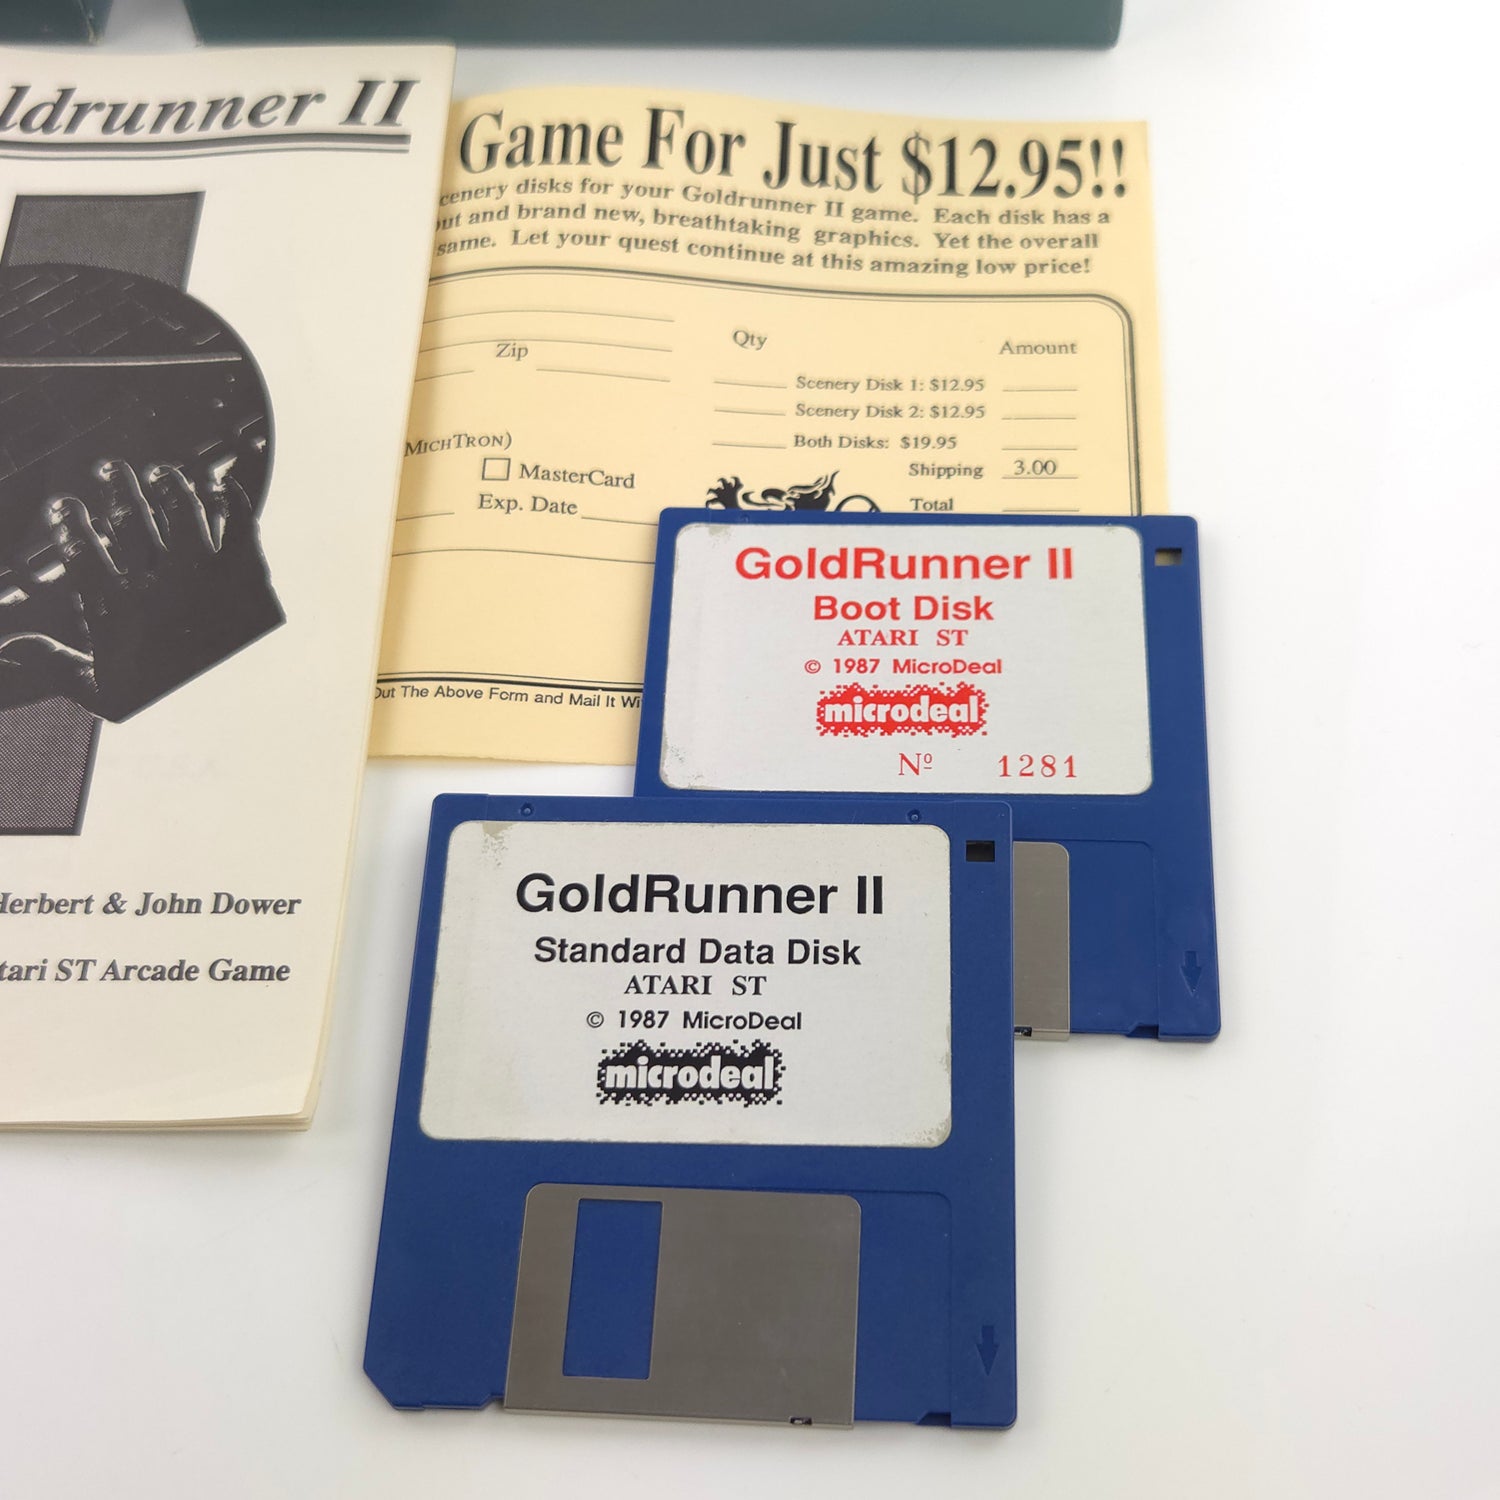 ldrunner II
Herbert & John Dower
tari ST Arcade Game
Game For Just $12.95!!
cenery disks for your Goldrunner II game. Each disk has a
out and brand new, breathtaking graphics. Yet the overall
same. Let your quest continue at this amazing low price!
Zip
Qty
Amount
Scenery Disk 1: $12.95
Scenery Disk 2: $12.95
Both Disks: $19.95
MICHTRON)
Shipping 3.00
MasterCard
Exp. Date
Total
Out The Above Form and Mail It Wi
GoldRunner II
Boot Disk
ATARI ST
© 1987 MicroDeal
microdeal
Nº 1281
GoldRunner II
Standard Data Disk
ATARI ST
© 1987 MicroDeal
microdeal